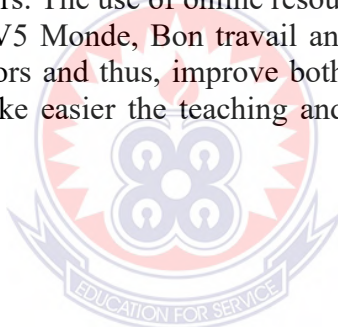 rs. The use of online resou
V5 Monde, Bon travail an
ors and thus, improve both
ke easier the teaching and
EDUCATION FOR SERVICE